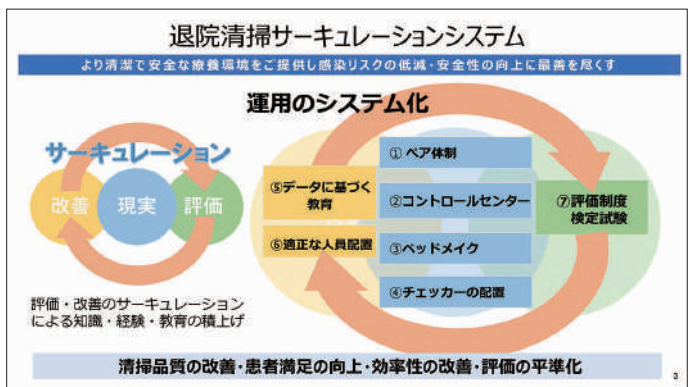 退院清掃サーキュレーションシステム
より清潔で安全な療養環境をご提供し感染リスクの低減・安全性の向上に最善を尽くす
運用のシステム化
サーキュレーション
改善
現実
評価
評価・改善のサーキュレーション
による知識・経験・教育の積上げ
①ペア体制
②コントロールセンター
③ベッドメイク
④チェッカーの配置
⑤データに基づく
教育
⑥適正な人員配置
⑦評価制度
検定試験
清掃品質の改善・患者満足の向上・効率性の改善・評価の平準化
3